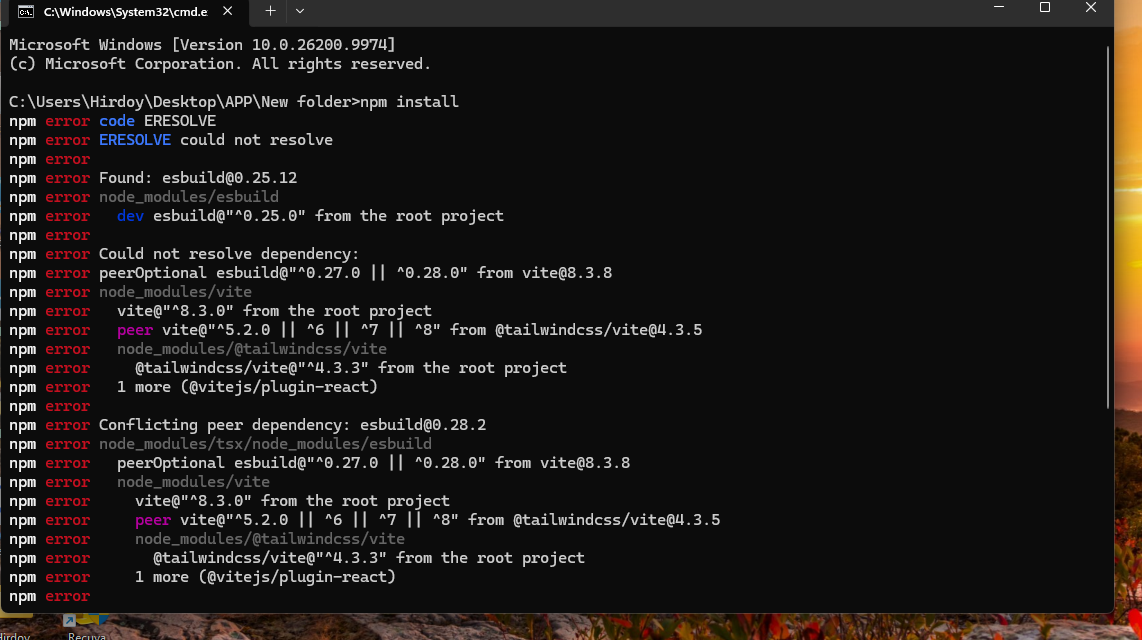 C:\Windows\System32\cmd.e
Microsoft Windows [Version 10.0.26200.9974]
(c) Microsoft Corporation. All rights reserved.
C:\Users\Hirdoy\Desktop\APP\New folder>npm install
npm error code ERESOLVE
npm error ERESOLVE could not resolve
npm error
npm error Found: esbuild@0.25.12
npm error node_modules/esbuild
npm error   dev esbuild@"^0.25.0" from the root project
npm error
npm error Could not resolve dependency:
npm error peerOptional esbuild@"^0.27.0 || ^0.28.0" from vite@8.3.8
npm error node_modules/vite
npm error   vite@"^8.3.0" from the root project
npm error   peer vite@"^5.2.0 || ^6 || ^7 || ^8" from @tailwindcss/vite@4.3.5
npm error   node_modules/@tailwindcss/vite
npm error     @tailwindcss/vite@"^4.3.3" from the root project
npm error   1 more (@vitejs/plugin-react)
npm error
npm error Conflicting peer dependency: esbuild@0.28.2
npm error node_modules/tsx/node_modules/esbuild
npm error   peerOptional esbuild@"^0.27.0 || ^0.28.0" from vite@8.3.8
npm error   node_modules/vite
npm error     vite@"^8.3.0" from the root project
npm error     peer vite@"^5.2.0 || ^6 || ^7 || ^8" from @tailwindcss/vite@4.3.5
npm error     node_modules/@tailwindcss/vite
npm error       @tailwindcss/vite@"^4.3.3" from the root project
npm error     1 more (@vitejs/plugin-react)
npm error
Hirdoy
Recuva